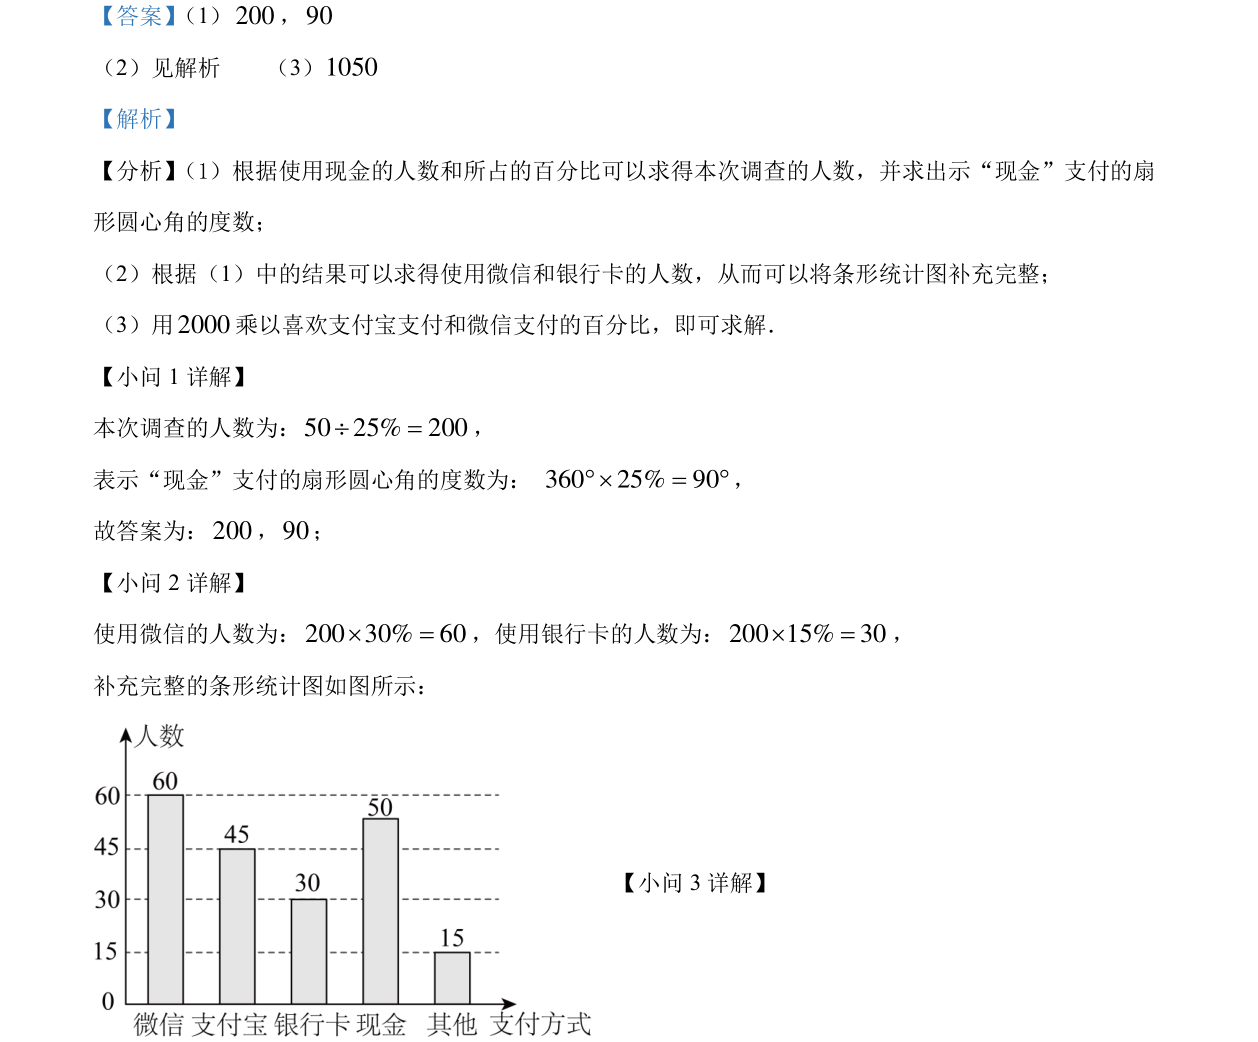 【答案】（1）200，90
（2）见解析 （3）1050
【解析】
【分析】（1）根据使用现金的人数和所占的百分比可以求得本次调查的人数，并求出示“现金”支付的扇
形圆心角的度数；
（2）根据（1）中的结果可以求得使用微信和银行卡的人数，从而可以将条形统计图补充完整；
（3）用2000乘以喜欢支付宝支付和微信支付的百分比，即可求解．
【小问1详解】
本次调查的人数为：50÷25%=200，
表示“现金”支付的扇形圆心角的度数为： 360°×25%=90°，
故答案为：200，90；
【小问2详解】
使用微信的人数为：200×30%=60，使用银行卡的人数为：200×15%=30，
补充完整的条形统计图如图所示：
人数
60
60
50
45
45
30
30
15
15
0
微信 支付宝 银行卡 现金 其他 支付方式
【小问3详解】